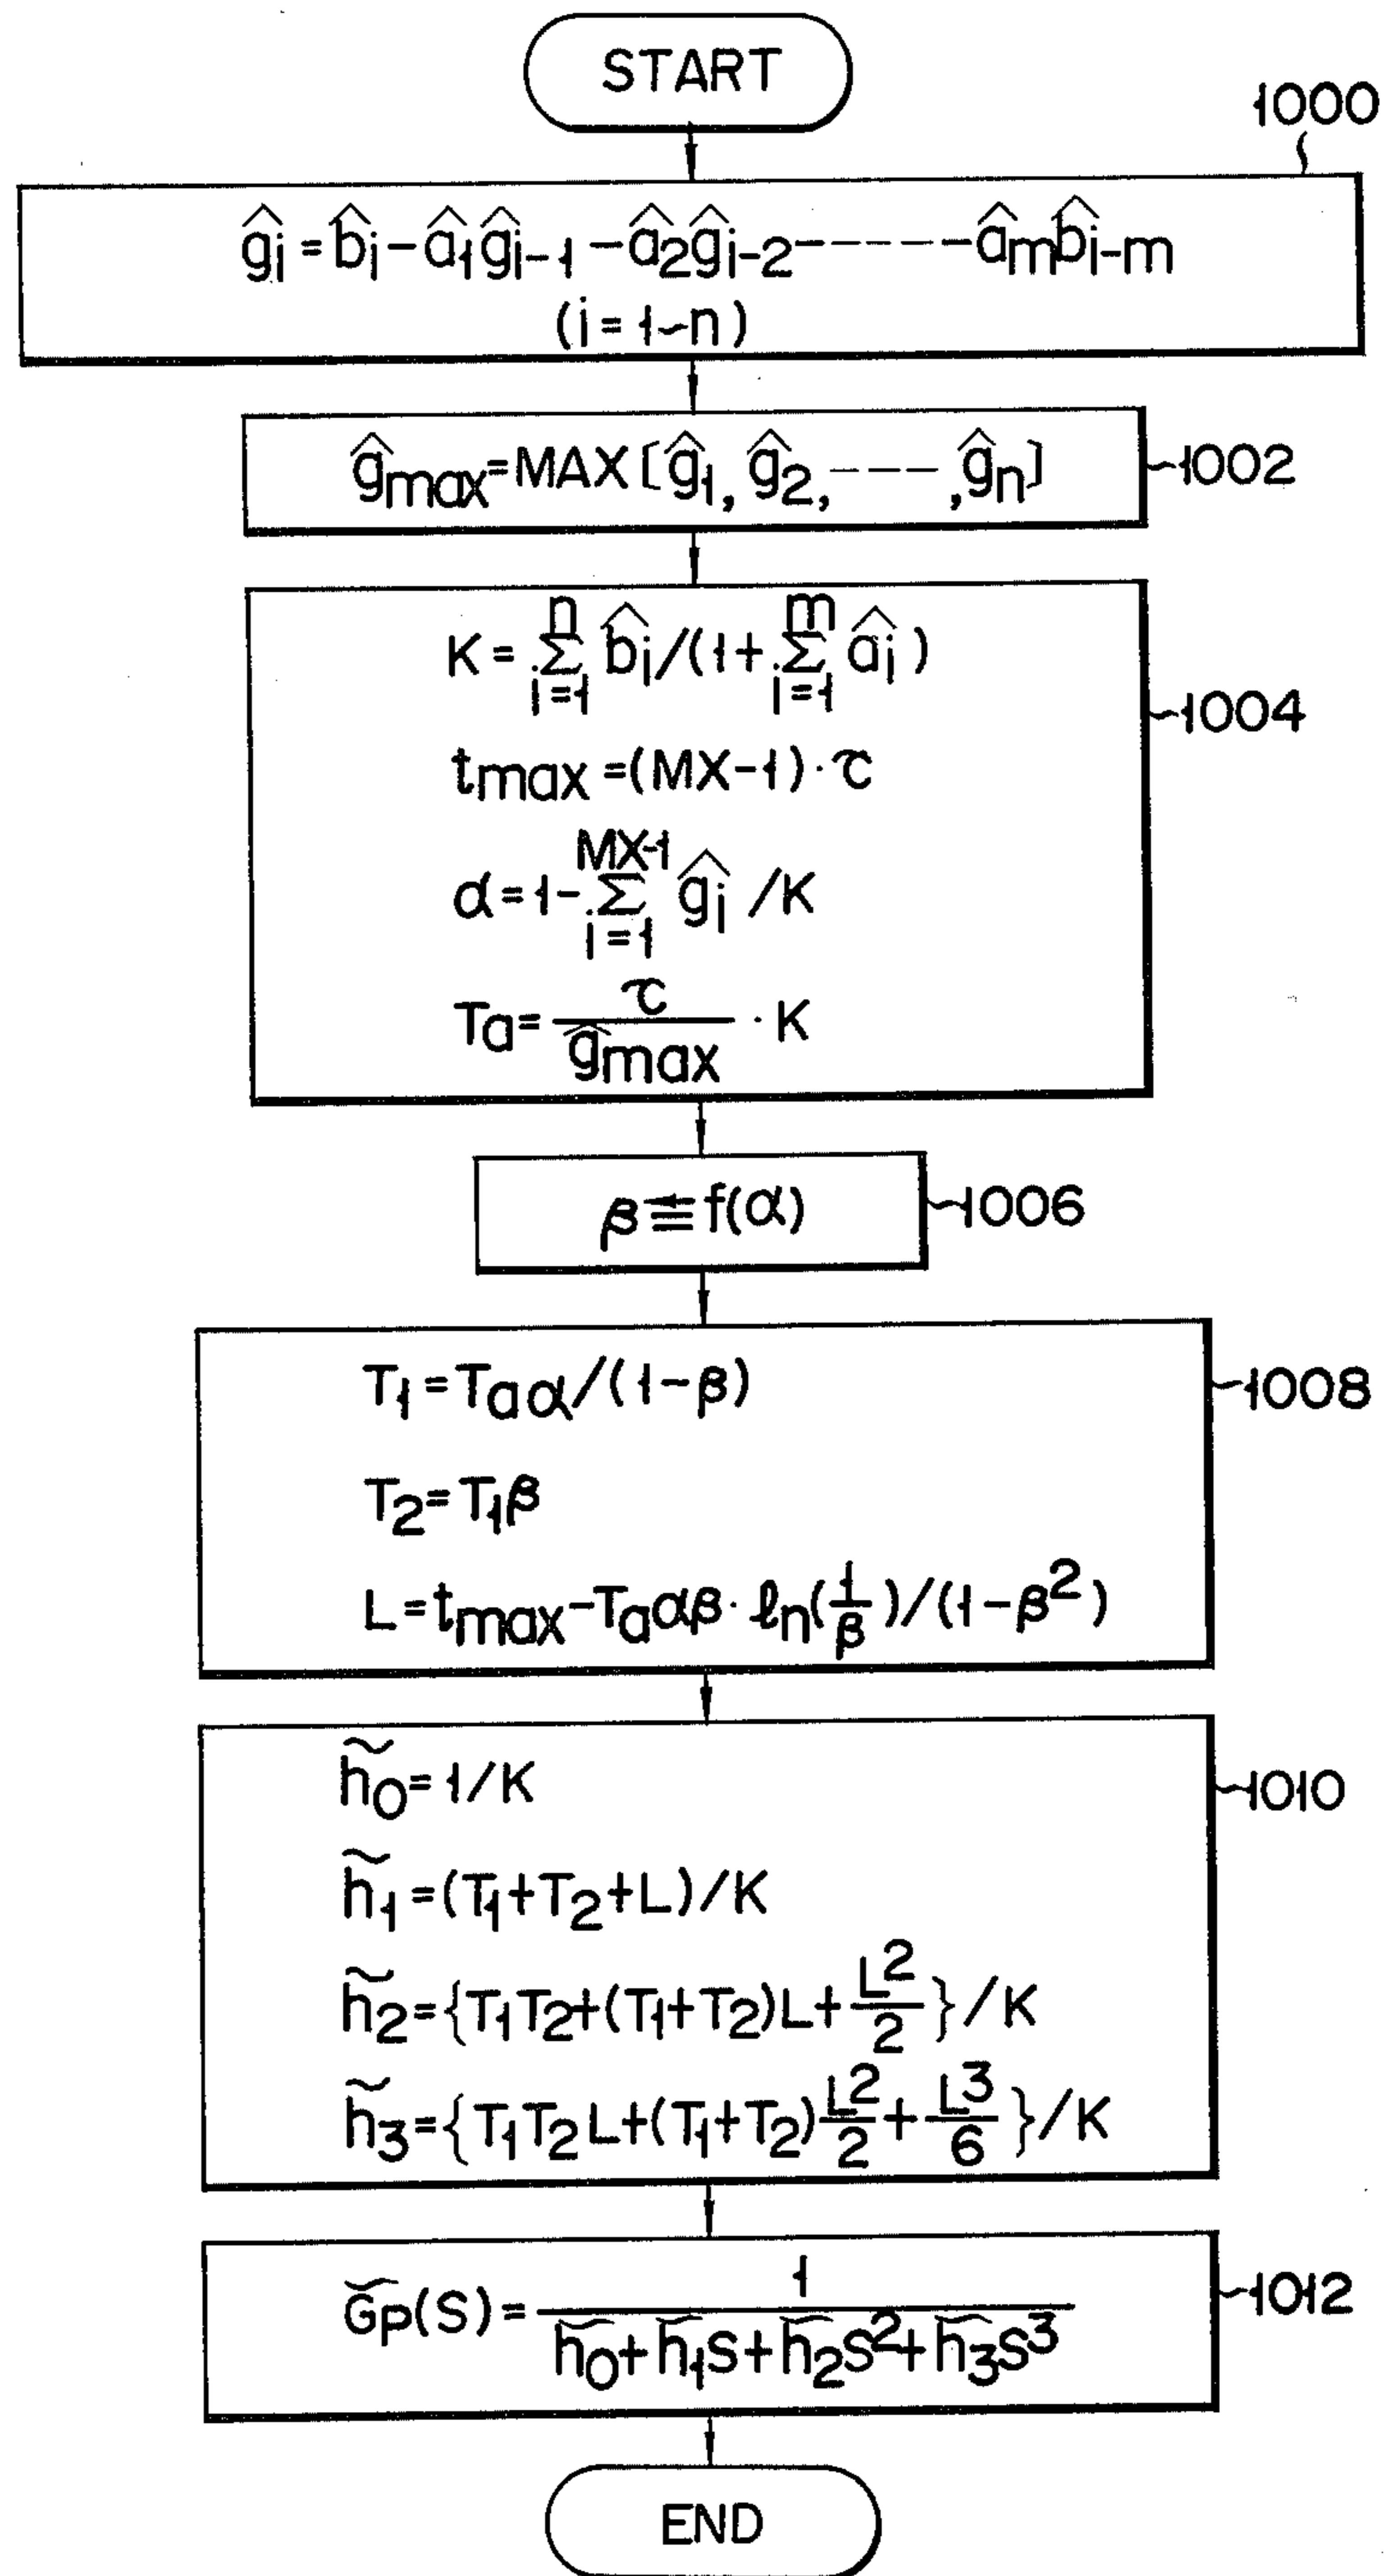 START
1000
ĝi = b̂i - â1ĝi-1 - â2ĝi-2 ----- - âmb̂i-m
(i = 1~n)
ĝmax = MAX [ĝ1, ĝ2, ---- , ĝn]
1002
K = Σ(i=1 to n) b̂i / (1 + Σ(i=1 to m) âi)
1004
tmax = (MX-1) · τ
α = 1 - Σ(i=1 to MX-1) ĝi / K
Ta = τ/ĝmax · K
β ≡ f(α)
1006
T1 = Taα / (1-β)
1008
T2 = T1β
L = tmax - Taαβ · ℓn(1/β) / (1-β²)
h̃0 = 1/K
1010
h̃1 = (T1+T2+L)/K
h̃2 = {T1T2+(T1+T2)L+L²/2}/K
h̃3 = {T1T2L+(T1+T2)L²/2+L³/6}/K
G̃P(S) = 1/(h̃0+h̃1S+h̃2S²+h̃3S³)
1012
END